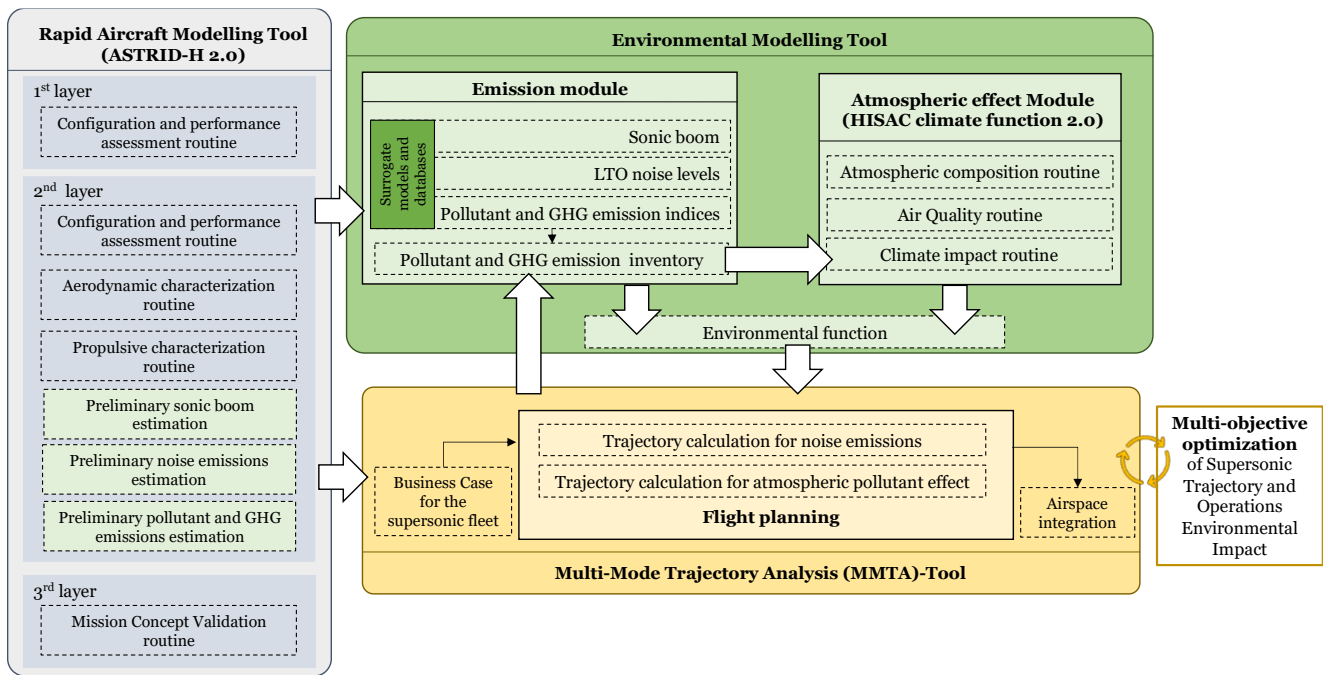 Rapid Aircraft Modelling Tool
(ASTRID-H 2.0)
1st layer
Configuration and performance
assessment routine
2nd layer
Configuration and performance
assessment routine
Aerodynamic characterization
routine
Propulsive characterization
routine
Preliminary sonic boom
estimation
Preliminary noise emissions
estimation
Preliminary pollutant and GHG
emissions estimation
3rd layer
Mission Concept Validation
routine
Environmental Modelling Tool
Emission module
Surrogate
models and
databases
Sonic boom
LTO noise levels
Pollutant and GHG emission indices
Pollutant and GHG emission inventory
Atmospheric effect Module
(HISAC climate function 2.0)
Atmospheric composition routine
Air Quality routine
Climate impact routine
Environmental function
Business Case
for the
supersonic fleet
Trajectory calculation for noise emissions
Trajectory calculation for atmospheric pollutant effect
Flight planning
Airspace
integration
Multi-Mode Trajectory Analysis (MMTA)-Tool
Multi-objective
optimization
of Supersonic
Trajectory and
Operations
Environmental
Impact